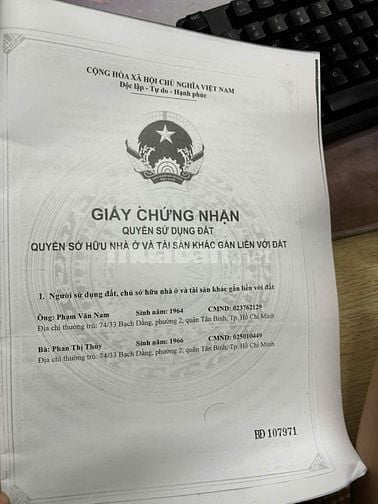 CỘNG HÒA XÃ HỘI CHỦ NGHĨA VIỆT NAM
Độc lập - Tự do - Hạnh phúc
GIẤY CHỨNG NHẬN
QUYỀN SỬ DỤNG ĐẤT
QUYỀN SỞ HỮU NHÀ Ở VÀ TÀI SẢN KHÁC GẮN LIỀN VỚI ĐẤT
1. Người sử dụng đất, chủ sở hữu nhà ở và tài sản khác gắn liền với đất
Ông: Phạm Văn Nam Sinh năm: 1964 CMND: 023762129
Địa chỉ thường trú: 74/33 Bạch Đằng, phường 2, quận Tân Bình, Tp. Hồ Chí Minh
Bà: Phan Thị Thủy Sinh năm: 1966 CMND: 025010449
Địa chỉ thường trú: 74/33 Bạch Đằng, phường 2, quận Tân Bình, Tp. Hồ Chí Minh
BĐ 107971